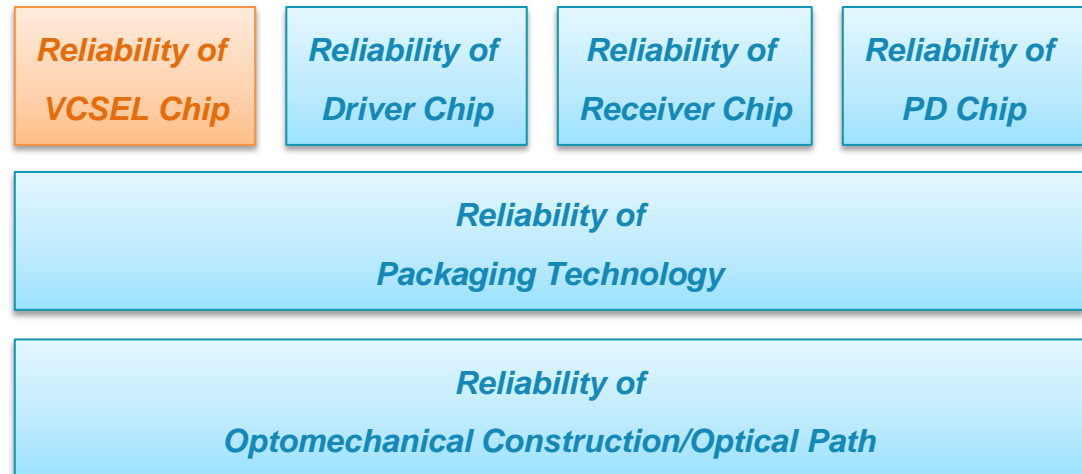 Reliability of
VCSEL Chip
Reliability of
Driver Chip
Reliability of
Receiver Chip
Reliability of
PD Chip
Reliability of
Packaging Technology
Reliability of
Optomechanical Construction/Optical Path